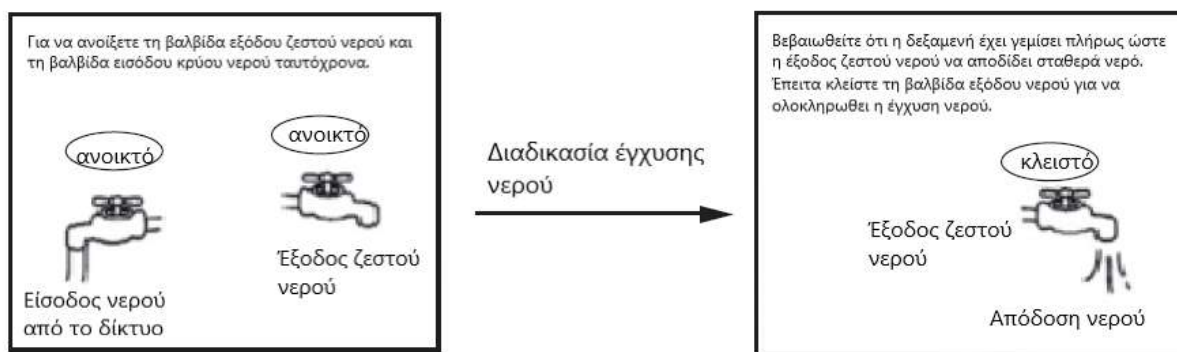 Για να ανοίξετε τη βαλβίδα εξόδου ζεστού νερού και
τη βαλβίδα εισόδου κρύου νερού ταυτόχρονα.
ανοικτό
ανοικτό
Έξοδος ζεστού
νερού
Είσοδος νερού
από το δίκτυο
Διαδικασία έγχυσης
νερού
Βεβαιωθείτε ότι η δεξαμενή έχει γεμίσει πλήρως ώστε
η έξοδος ζεστού νερού να αποδίδει σταθερά νερό.
Έπειτα κλείστε τη βαλβίδα εξόδου νερού για να
ολοκληρωθει η έγχυση νερού.
κλειστό
Έξοδος ζεστού
νερού
Απόδοση νερού